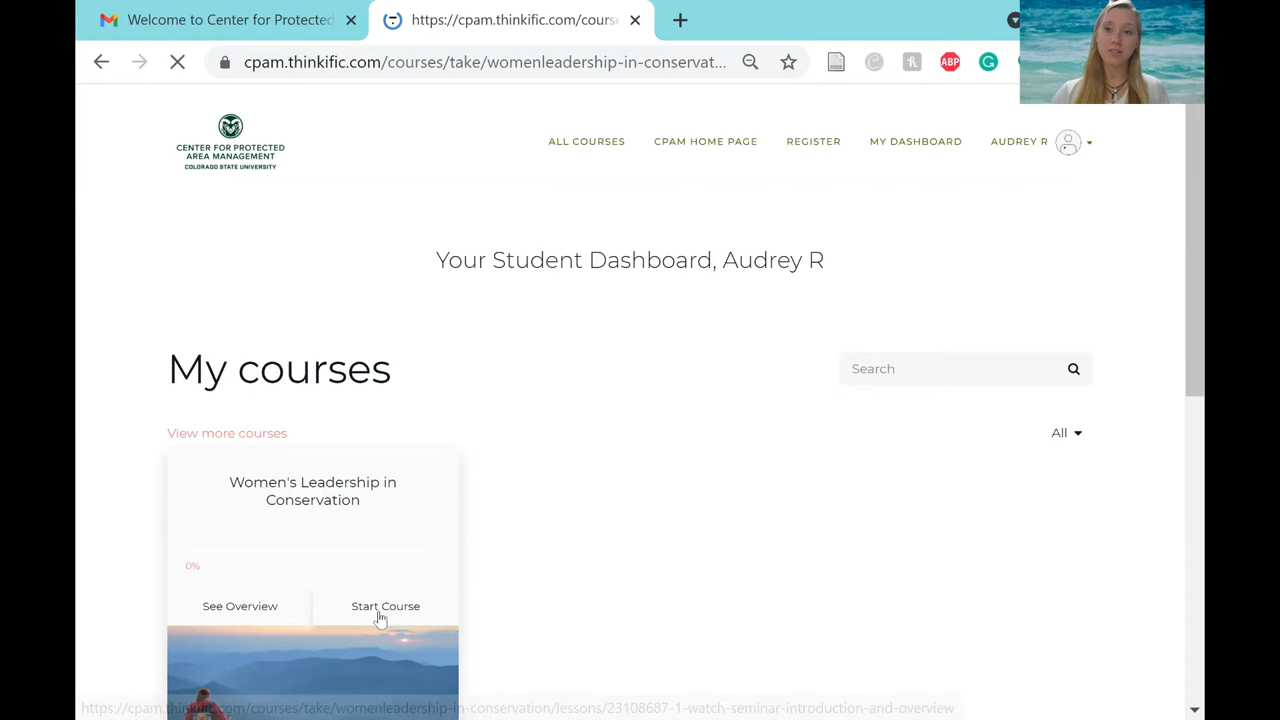 Welcome to Center for Protected
https://cpam.thinkific.com/cours
cpam.thinkific.com/courses/take/womenleadership-in-conservat...
ABP
CENTER FOR PROTECTED
AREA MANAGEMENT
COLORADO STATE UNIVERSITY
ALL COURSES
CPAM HOME PAGE
REGISTER
MY DASHBOARD
AUDREY R
Your Student Dashboard, Audrey R
My courses
Search
View more courses
All
Women's Leadership in
Conservation
0%
See Overview
Start Course
https://cpam.thinkific.com/courses/take/womenleadership-in-conservation/lessons/23108687-1-watch-seminar-introduction-and-overview